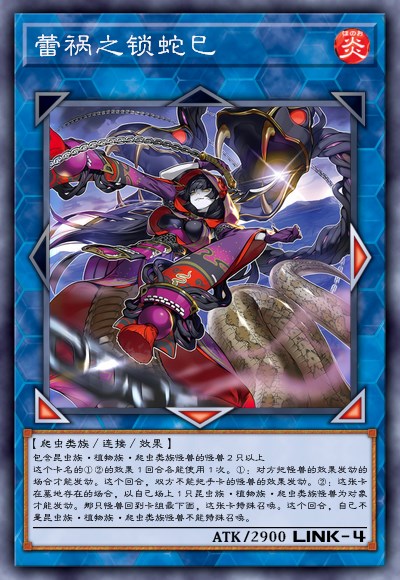 蕾祸之锁蛇巳
ほのお
炎
【爬虫类族/连接/效果】
包含昆虫族·植物族·爬虫类族怪兽的怪兽2只以上
这个卡名的①②的效果1回合各能使用1次。①：对方把怪兽的效果发动的
场合才能发动。这个回合，双方不能把手卡的怪兽的效果发动。②：这张卡
在墓地存在的场合，以自己场上1只昆虫族·植物族·爬虫类族怪兽为对象
才能发动。那只怪兽回到卡组最下面，这张卡特殊召唤。这个回合，自己不
是昆虫族·植物族·爬虫类族怪兽不能特殊召唤。
ATK/2900 LINK-4